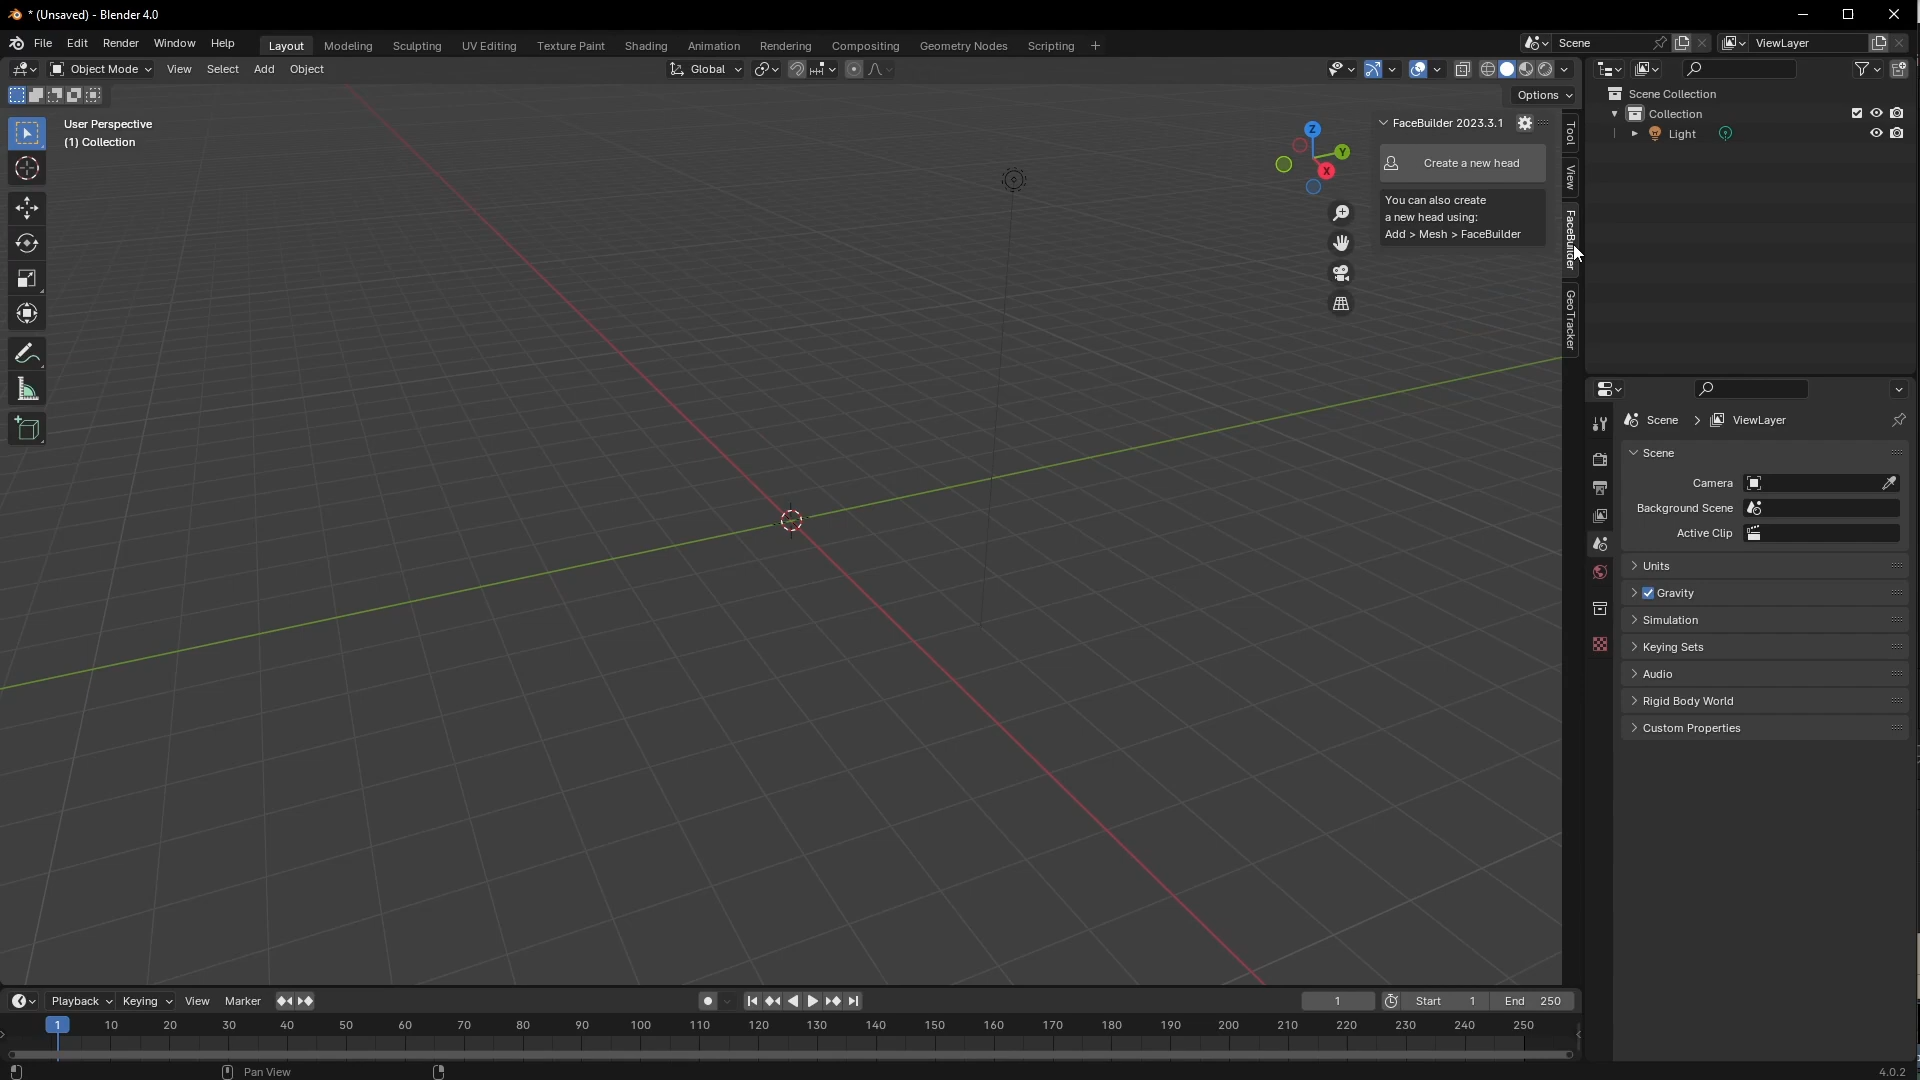 * (Unsaved) - Blender 4.0
File Edit Render Window Help Layout Modeling Sculpting UV Editing Texture Paint Shading Animation Rendering Compositing Geometry Nodes Scripting +
Scene ViewLayer
Object Mode View Select Add Object Global
Options
User Perspective
(1) Collection
Z
Y
X
FaceBuilder 2023.3.1
Create a new head
You can also create
a new head using:
Add > Mesh > FaceBuilder
Tool
View
FaceBuilder
GeoTracker
Scene Collection
Collection
Light
Scene > ViewLayer
Scene
Camera
Background Scene
Active Clip
Units
Gravity
Simulation
Keying Sets
Audio
Rigid Body World
Custom Properties
Playback Keying View Marker 1 Start 1 End 250
1 10 20 30 40 50 60 70 80 90 100 110 120 130 140 150 160 170 180 190 200 210 220 230 240 250
Pan View
4.0.2